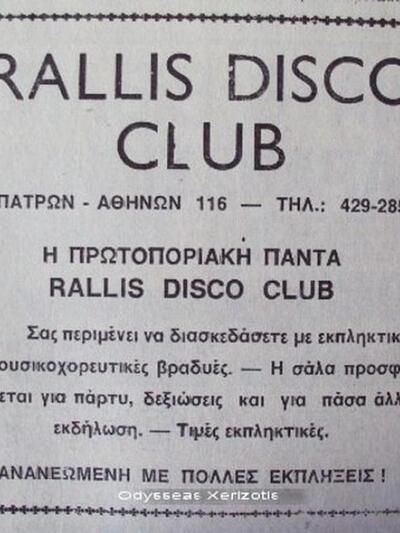 RALLIS DISCO
CLUB
ΠΑΤΡΩΝ - ΑΘΗΝΩΝ 116 — ΤΗΛ.: 429-285
Η ΠΡΩΤΟΠΟΡΙΑΚΗ ΠΑΝΤΑ
RALLIS DISCO CLUB
Σας περιμένει να διασκεδάσετε με εκπληκτικ
ουσικοχορευτικές βραδυές. — Η σάλα προσφ
εται για πάρτυ, δεξιώσεις και για πάσα άλλ
εκδήλωση. — Τιμές εκπληκτικές.
ΑΝΑΝΕΩΜΕΝΗ ΜΕ ΠΟΛΛΕΣ ΕΚΠΛΗΞΕΙΣ!
Odysseas Xerizotis